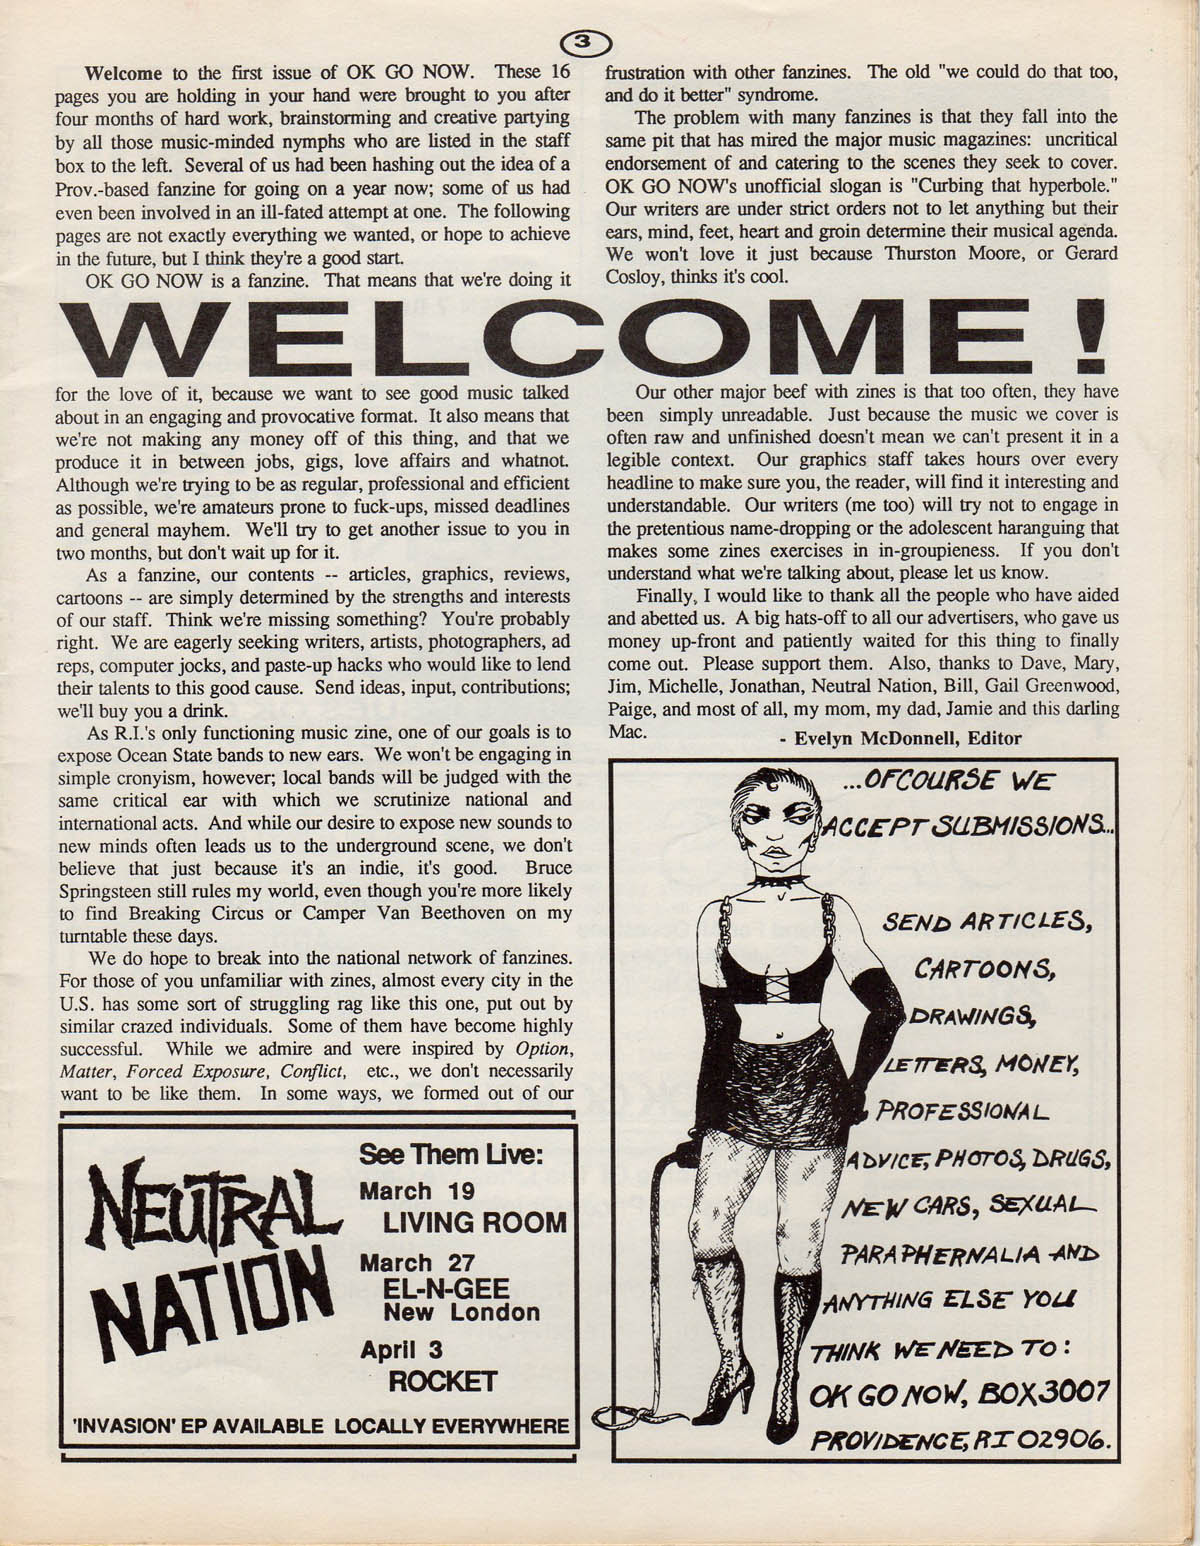 3
Welcome to the first issue of OK GO NOW. These 16
pages you are holding in your hand were brought to you after
four months of hard work, brainstorming and creative partying
by all those music-minded nymphs who are listed in the staff
box to the left. Several of us had been hashing out the idea of a
Prov.-based fanzine for going on a year now; some of us had
even been involved in an ill-fated attempt at one. The following
pages are not exactly everything we wanted, or hope to achieve
in the future, but I think they're a good start.
OK GO NOW is a fanzine. That means that we're doing it
WELCOME!
for the love of it, because we want to see good music talked
about in an engaging and provocative format. It also means that
we're not making any money off of this thing, and that we
produce it in between jobs, gigs, love affairs and whatnot.
Although we're trying to be as regular, professional and efficient
as possible, we're amateurs prone to fuck-ups, missed deadlines
and general mayhem. We'll try to get another issue to you in
two months, but don't wait up for it.
As a fanzine, our contents -- articles, graphics, reviews,
cartoons -- are simply determined by the strengths and interests
of our staff. Think we're missing something? You're probably
right. We are eagerly seeking writers, artists, photographers, ad
reps, computer jocks, and paste-up hacks who would like to lend
their talents to this good cause. Send ideas, input, contributions;
we'll buy you a drink.
As R.I.'s only functioning music zine, one of our goals is to
expose Ocean State bands to new ears. We won't be engaging in
simple cronyism, however; local bands will be judged with the
same critical ear with which we scrutinize national and
international acts. And while our desire to expose new sounds to
new minds often leads us to the underground scene, we don't
believe that just because it's an indie, it's good. Bruce
Springsteen still rules my world, even though you're more likely
to find Breaking Circus or Camper Van Beethoven on my
turntable these days.
We do hope to break into the national network of fanzines.
For those of you unfamiliar with zines, almost every city in the
U.S. has some sort of struggling rag like this one, put out by
similar crazed individuals. Some of them have become highly
successful. While we admire and were inspired by Option,
Matter, Forced Exposure, Conflict, etc., we don't necessarily
want to be like them. In some ways, we formed out of our
frustration with other fanzines. The old "we could do that too,
and do it better" syndrome.
The problem with many fanzines is that they fall into the
same pit that has mired the major music magazines: uncritical
endorsement of and catering to the scenes they seek to cover.
OK GO NOW's unofficial slogan is "Curbing that hyperbole."
Our writers are under strict orders not to let anything but their
ears, mind, feet, heart and groin determine their musical agenda.
We won't love it just because Thurston Moore, or Gerard
Cosloy, thinks it's cool.
Our other major beef with zines is that too often, they have
been simply unreadable. Just because the music we cover is
often raw and unfinished doesn't mean we can't present it in a
legible context. Our graphics staff takes hours over every
headline to make sure you, the reader, will find it interesting and
understandable. Our writers (me too) will try not to engage in
the pretentious name-dropping or the adolescent haranguing that
makes some zines exercises in in-groupieness. If you don't
understand what we're talking about, please let us know.
Finally, I would like to thank all the people who have aided
and abetted us. A big hats-off to all our advertisers, who gave us
money up-front and patiently waited for this thing to finally
come out. Please support them. Also, thanks to Dave, Mary,
Jim, Michelle, Jonathan, Neutral Nation, Bill, Gail Greenwood,
Paige, and most of all, my mom, my dad, Jamie and this darling
Mac.
- Evelyn McDonnell, Editor
NEUTRAL
NATION
See Them Live:
March 19
LIVING ROOM
March 27
EL-N-GEE
New London
April 3
ROCKET
'INVASION' EP AVAILABLE LOCALLY EVERYWHERE
...OFCOURSE WE
ACCEPT SUBMISSIONS...
SEND ARTICLES,
CARTOONS,
DRAWINGS,
LETTERS, MONEY,
PROFESSIONAL
ADVICE, PHOTOS, DRUGS,
NEW CARS, SEXUAL
PARAPHERNALIA AND
ANYTHING ELSE YOU
THINK WE NEED TO:
OK GO NOW, BOX 3007
PROVIDENCE, RI 02906.